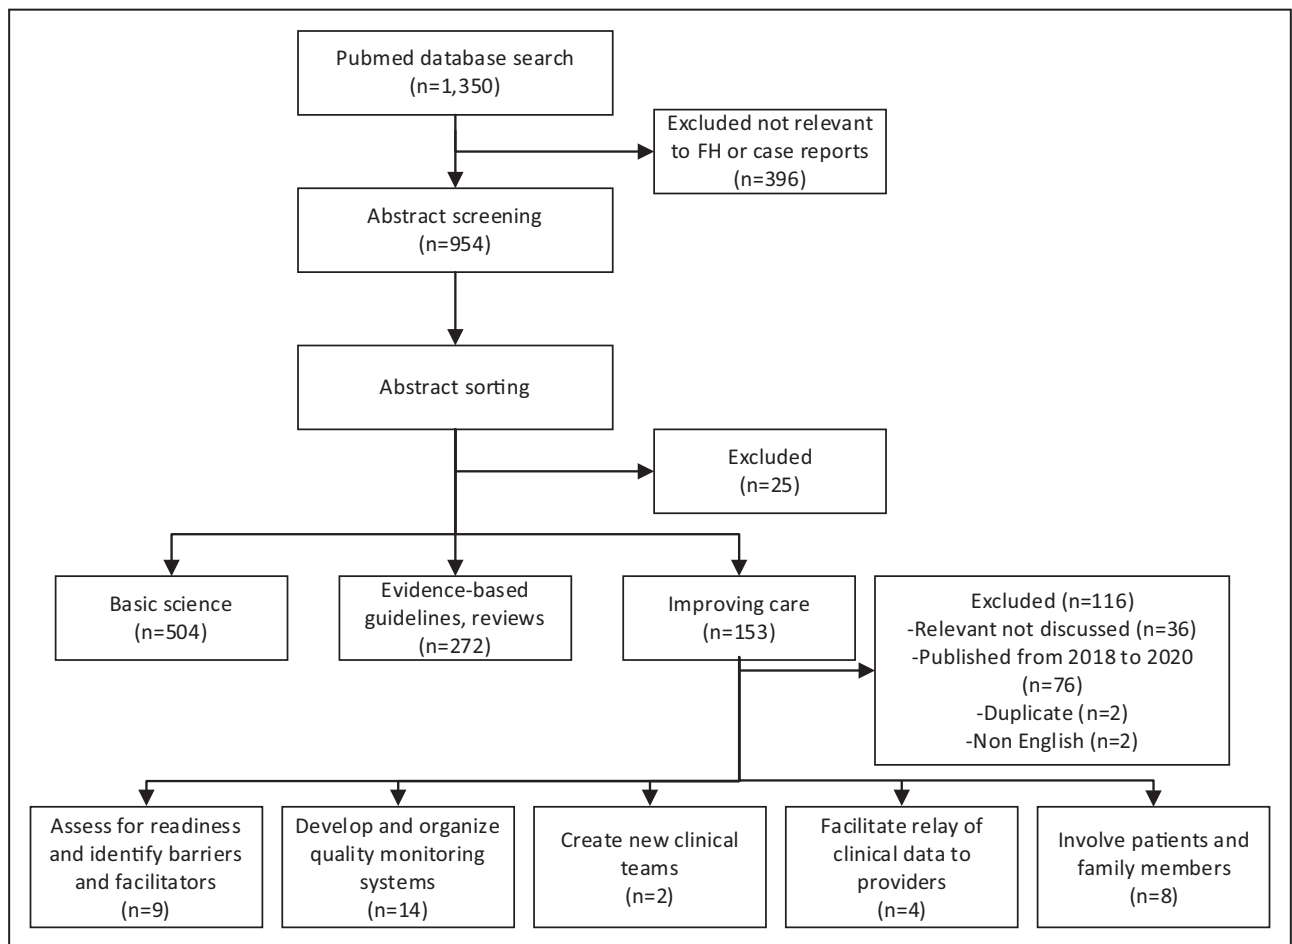 Pubmed database search
(n=1,350)
Excluded not relevant
to FH or case reports
(n=396)
Abstract screening
(n=954)
Abstract sorting
Excluded
(n=25)
Basic science
(n=504)
Evidence-based
guidelines, reviews
(n=272)
Improving care
(n=153)
Excluded (n=116)
-Relevant not discussed (n=36)
-Published from 2018 to 2020
(n=76)
-Duplicate (n=2)
-Non English (n=2)
Assess for readiness
and identify barriers
and facilitators
(n=9)
Develop and organize
quality monitoring
systems
(n=14)
Create new clinical
teams
(n=2)
Facilitate relay of
clinical data to
providers
(n=4)
Involve patients and
family members
(n=8)